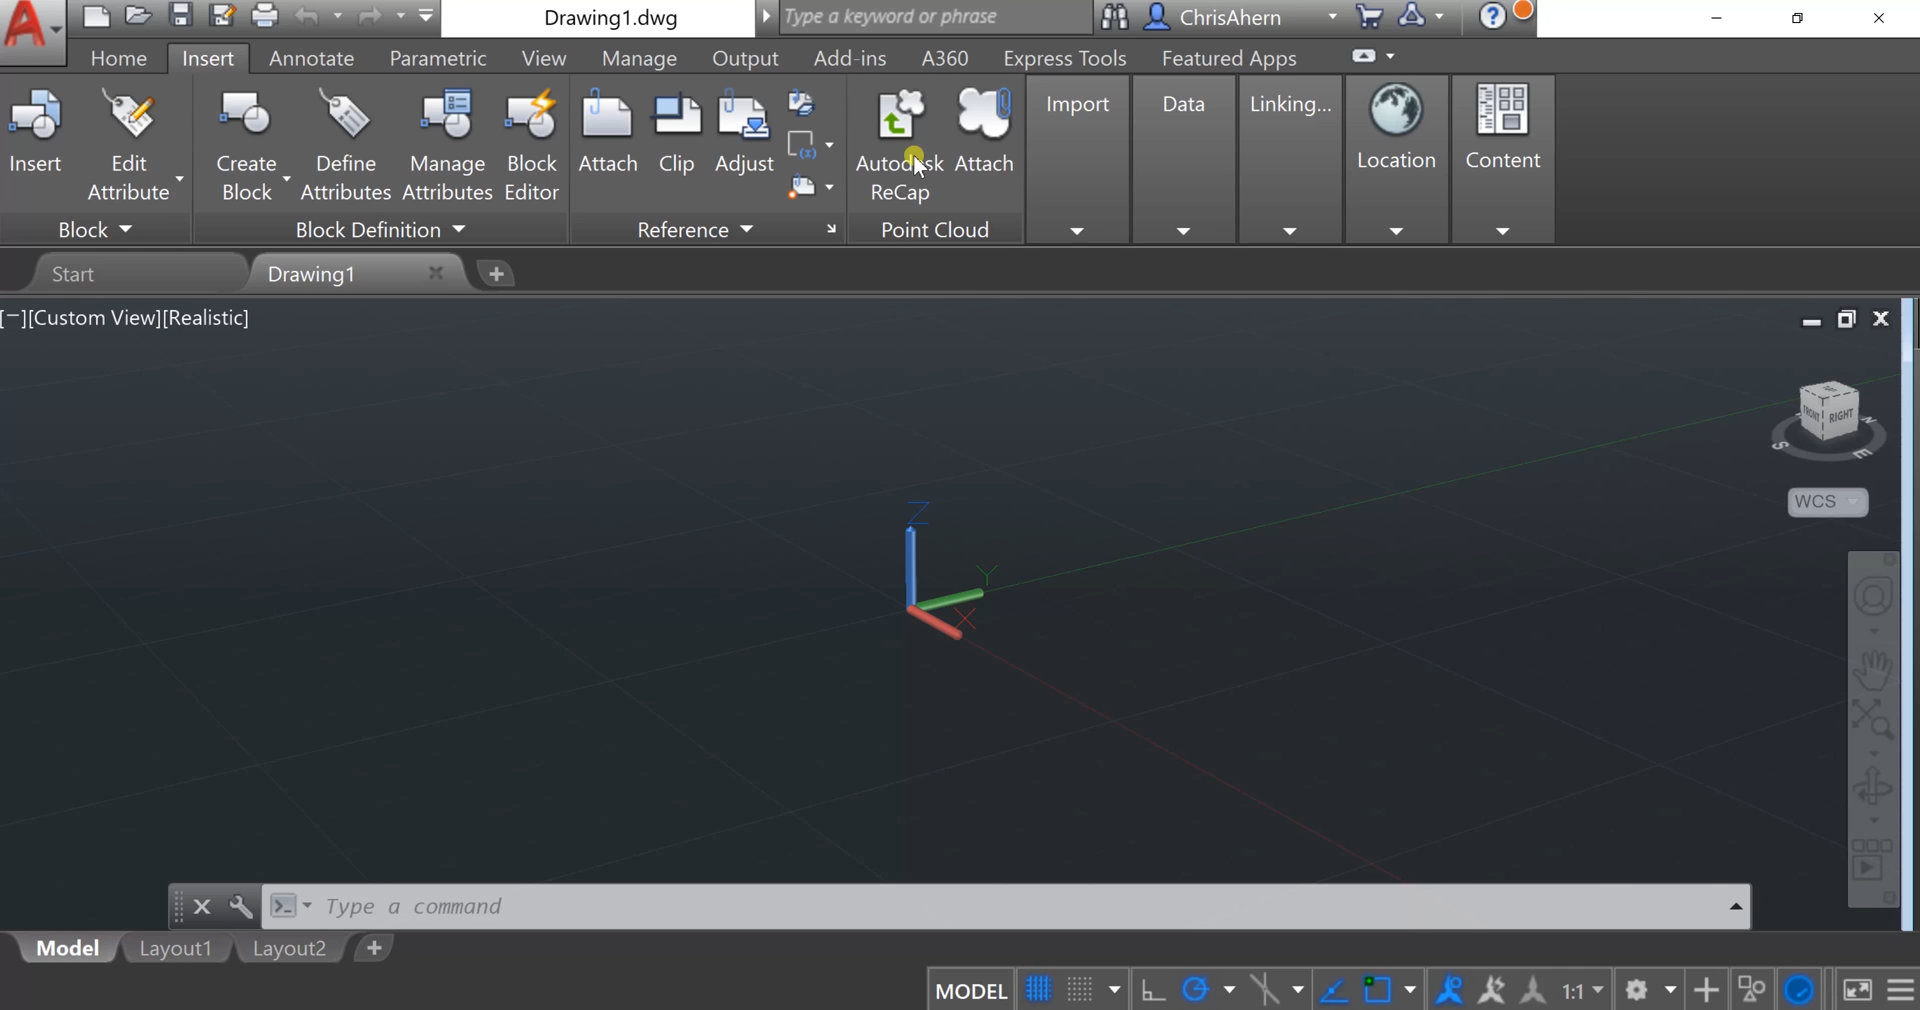 Drawing1.dwg
Type a keyword or phrase
ChrisAhern
Home Insert Annotate Parametric View Manage Output Add-ins A360 Express Tools Featured Apps
Insert
Edit
Attribute
Block
Create
Block
Define
Attributes
Manage
Attributes
Block
Editor
Block Definition
Attach
Clip
Adjust
Reference
Autodesk
ReCap
Attach
Point Cloud
Import
Data
Linking...
Location
Content
Start
Drawing1
[−][Custom View][Realistic]
TOP
FRONT
RIGHT
N
S
E
WCS
Z
Y
X
Type a command
Model Layout1 Layout2
MODEL
1:1